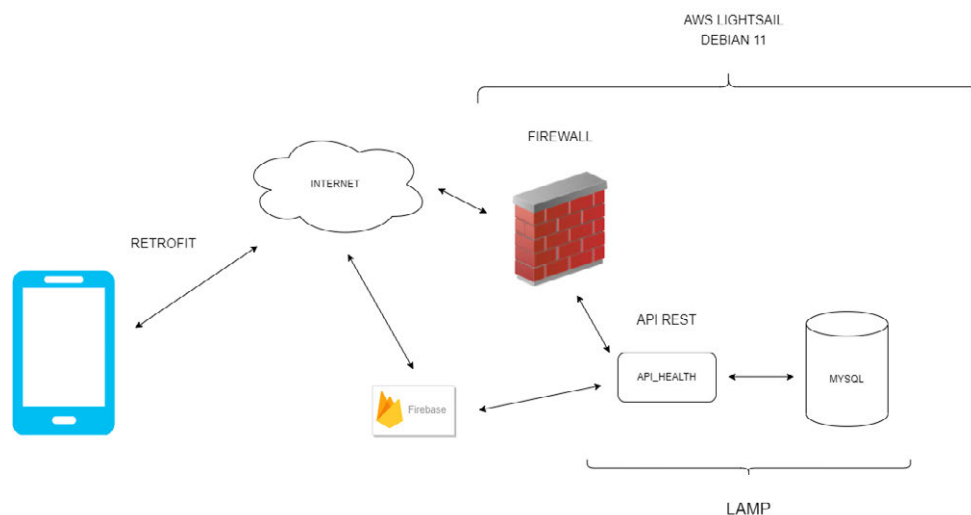 AWS LIGHTSAIL
DEBIAN 11
FIREWALL
INTERNET
RETROFIT
API REST
API_HEALTH
MYSQL
Firebase
LAMP